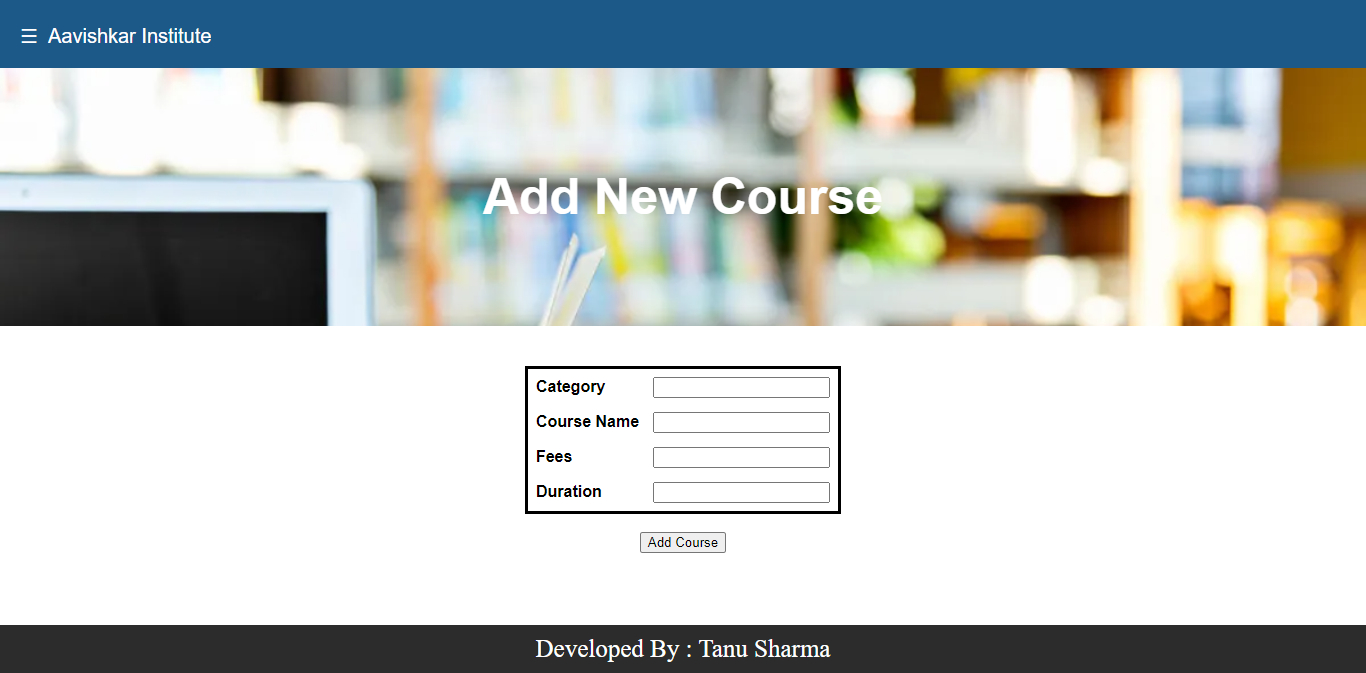 ☰ Aavishkar Institute
Add New Course
Category
Course Name
Fees
Duration
Add Course
Developed By : Tanu Sharma